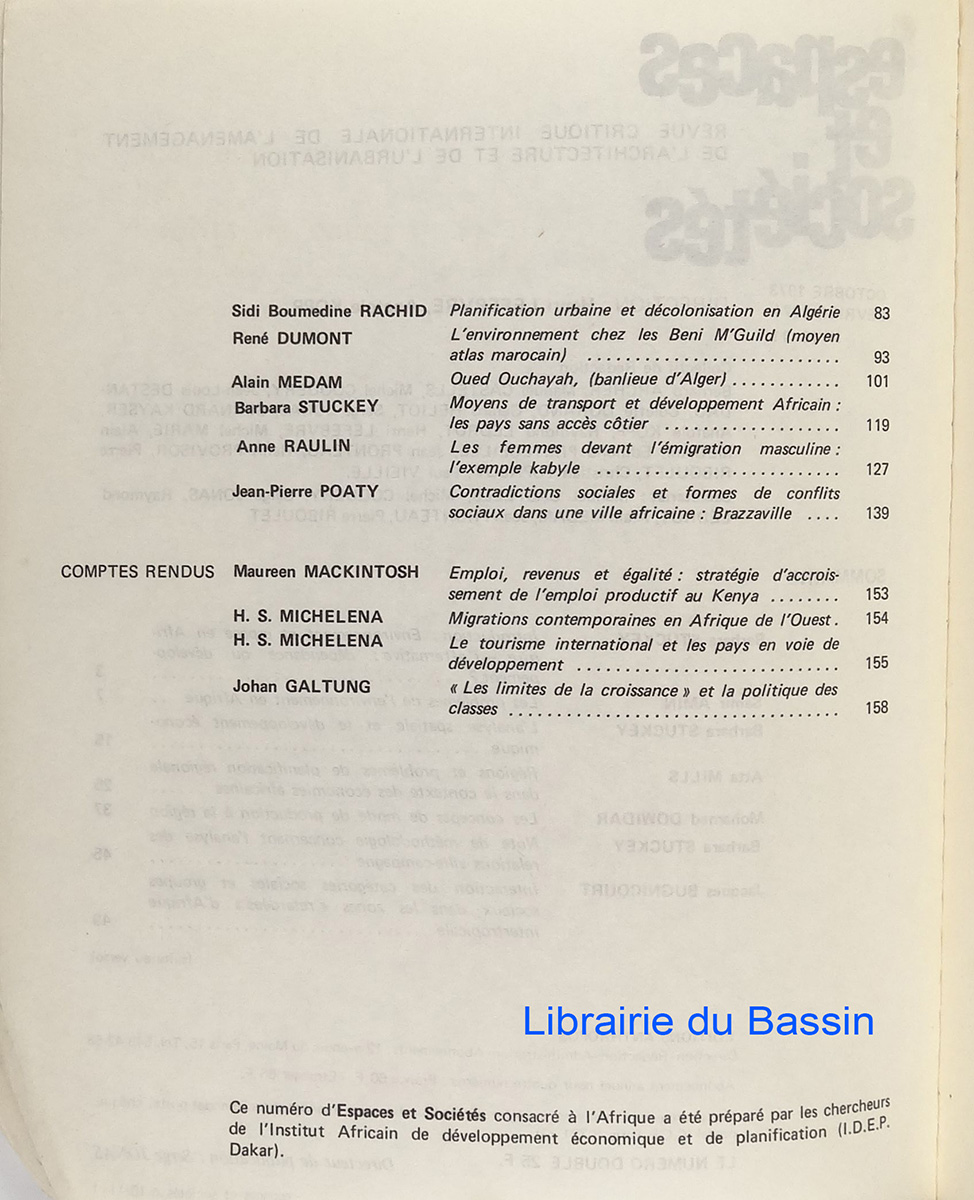 Sidi Boumedine RACHID Planification urbaine et décolonisation en Algérie 83
René DUMONT L'environnement chez les Beni M'Guild (moyen
atlas marocain) ........................... 93
Alain MEDAM Oued Ouchayah, (banlieue d'Alger) ............ 101
Barbara STUCKEY Moyens de transport et développement Africain :
les pays sans accès côtier ................... 119
Anne RAULIN Les femmes devant l'émigration masculine :
l'exemple kabyle .......................... 127
Jean-Pierre POATY Contradictions sociales et formes de conflits
sociaux dans une ville africaine : Brazzaville .... 139
COMPTES RENDUS Maureen MACKINTOSH Emploi, revenus et égalité : stratégie d'accrois-
sement de l'emploi productif au Kenya ........ 153
H. S. MICHELENA Migrations contemporaines en Afrique de l'Ouest. 154
H. S. MICHELENA Le tourisme international et les pays en voie de
développement ............................ 155
Johan GALTUNG « Les limites de la croissance » et la politique des
classes ................................... 158
Librairie du Bassin
Ce numéro d'Espaces et Sociétés consacré à l'Afrique a été préparé par les chercheurs
de l'Institut Africain de développement économique et de planification (I.D.E.P.
Dakar).